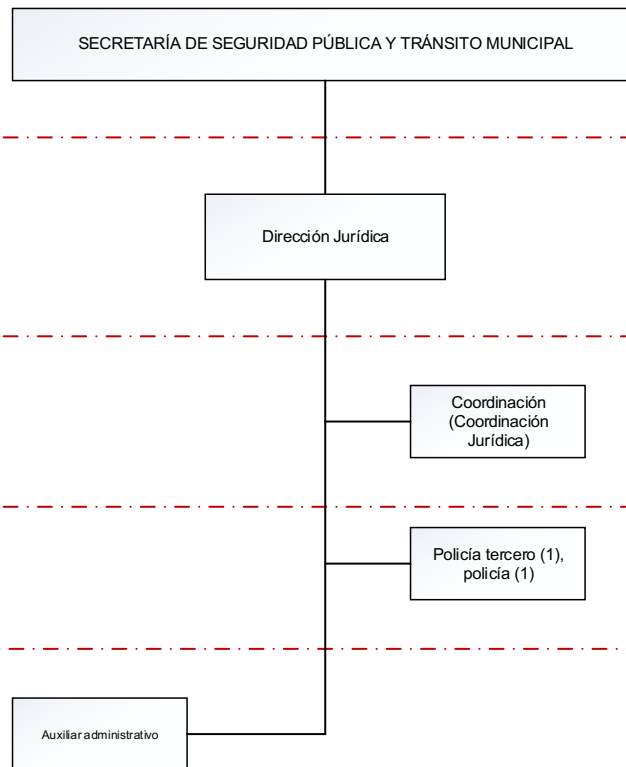 SECRETARÍA DE SEGURIDAD PÚBLICA Y TRÁNSITO MUNICIPAL
Dirección Jurídica
Coordinación
(Coordinación
Jurídica)
Policía tercero (1),
policía (1)
Auxiliar administrativo